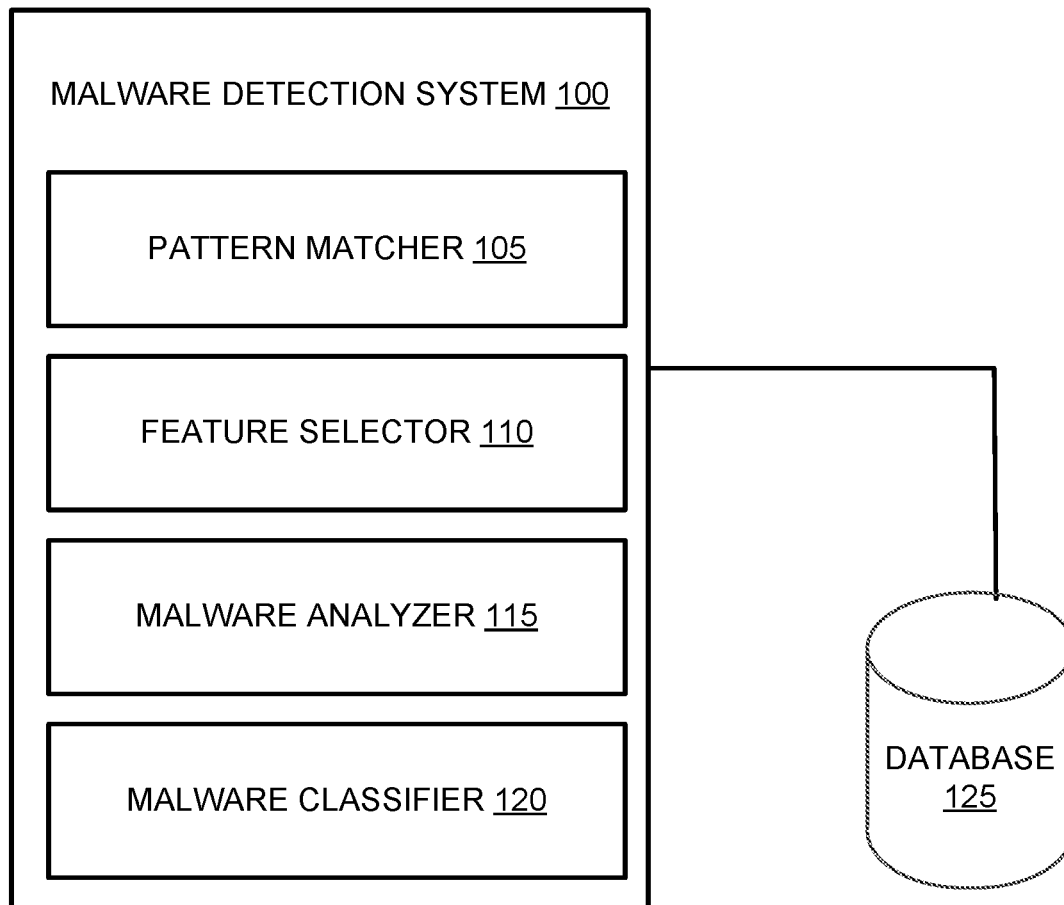 MALWARE DETECTION SYSTEM 100
PATTERN MATCHER 105
FEATURE SELECTOR 110
MALWARE ANALYZER 115
MALWARE CLASSIFIER 120
DATABASE
125